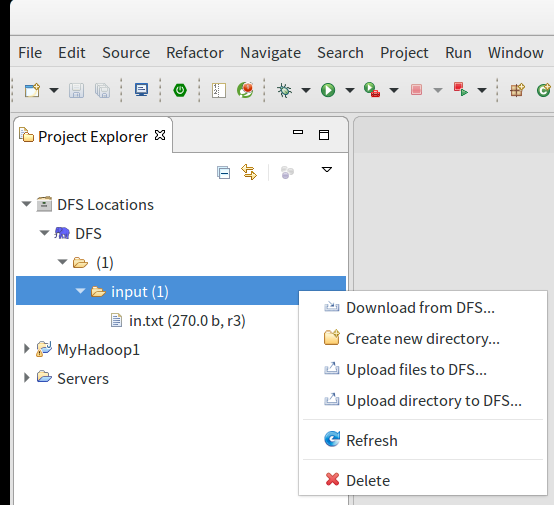 File Edit Source Refactor Navigate Search Project Run Window
Project Explorer
DFS Locations
DFS
(1)
input (1)
in.txt (270.0 b, r3)
MyHadoop1
Servers
Download from DFS...
Create new directory...
Upload files to DFS...
Upload directory to DFS...
Refresh
Delete